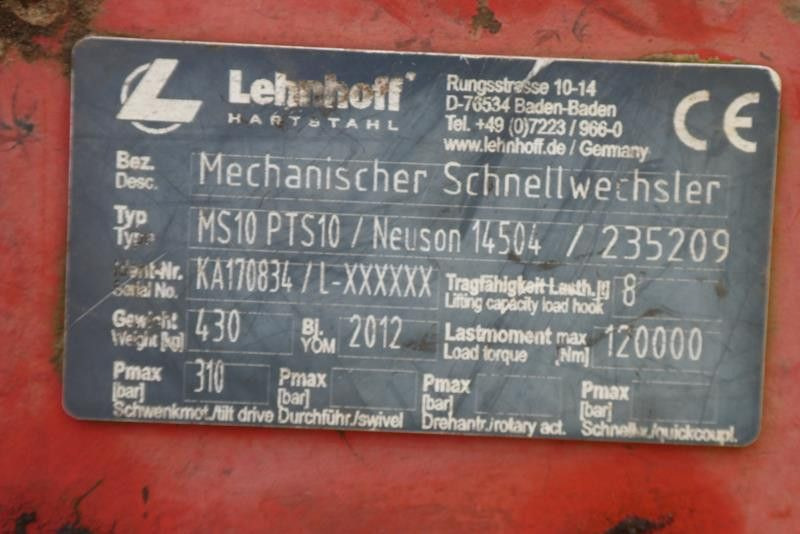 Lehnhoff
HARTSTAHL
Rungsstrasse 10-14
D-76534 Baden-Baden
Tel. +49 (0)7223 / 966-0
www.lehnhoff.de / Germany
CE
Bez. Desc. Mechanischer Schnellwechsler
Typ Type MS10 PTS10 / Neuson 14504 / 235209
Ident-Nr. Serial No. KA170834 / L-XXXXXX
Tragfähigkeit Lasth. [t] Lifting capacity load hook 8
Gewicht Weight [kg] 430 Bj. YOM 2012
Lastmoment max Load torque [Nm] 120000
Pmax [bar] 310 Pmax [bar] Pmax [bar] Pmax [bar]
Schwenkmot./tilt drive Durchführ./swivel Drehantr./rotary act. Schnellw./quickcoupl.